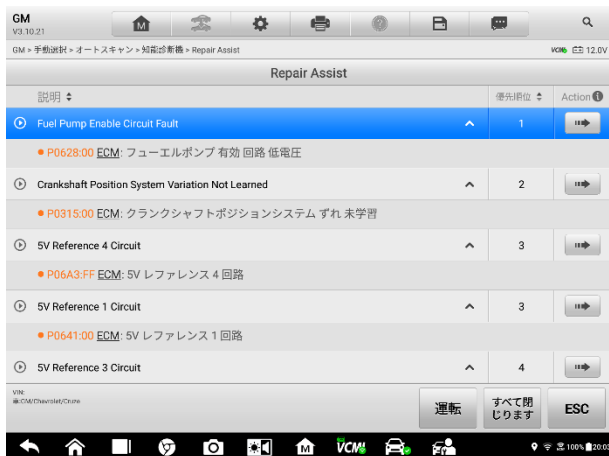 GM
V3.10.21
GM > 手動選択 > オートスキャン > 知能診断機 > Repair Assist
VCMI 12.0V
Repair Assist
説明 優先順位 Action
Fuel Pump Enable Circuit Fault 1
P0628:00 ECM: フューエルポンプ 有効 回路 低電圧
Crankshaft Position System Variation Not Learned 2
P0315:00 ECM: クランクシャフトポジションシステム ずれ 未学習
5V Reference 4 Circuit 3
P06A3:FF ECM: 5V レファレンス 4 回路
5V Reference 1 Circuit 3
P0641:00 ECM: 5V レファレンス 1 回路
5V Reference 3 Circuit 4
VIN:
GM/Chevrolet/Cruze
運転
すべて閉
じります
ESC
M VCMI 100% 20:03